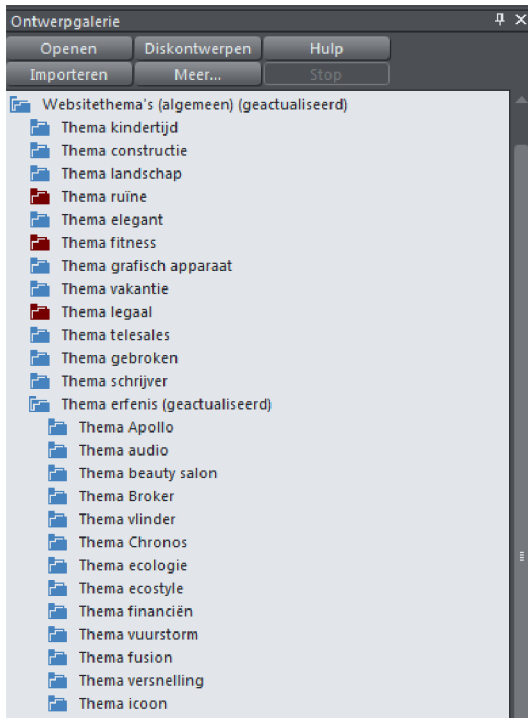 Ontwerpgalerie
Openen Diskontwerpen Hulp
Importeren Meer... Stop
Websitethema's (algemeen) (geactualiseerd)
Thema kindertijd
Thema constructie
Thema landschap
Thema ruïne
Thema elegant
Thema fitness
Thema grafisch apparaat
Thema vakantie
Thema legaal
Thema telesales
Thema gebroken
Thema schrijver
Thema erfenis (geactualiseerd)
Thema Apollo
Thema audio
Thema beauty salon
Thema Broker
Thema vlinder
Thema Chronos
Thema ecologie
Thema ecostyle
Thema financiën
Thema vuurstorm
Thema fusion
Thema versnelling
Thema icoon